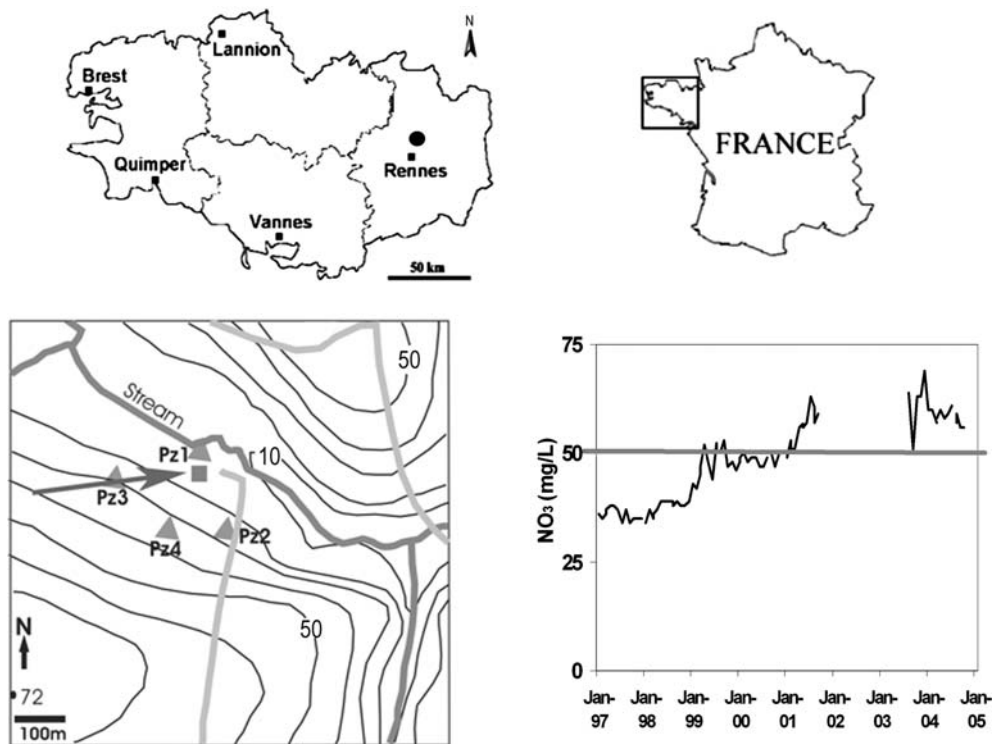 N
Lannion
Brest
Quimper
Rennes
Vannes
50 km
FRANCE
50
Stream
Pz1
10
Pz3
Pz4
Pz2
50
N
72
100m
75
50
25
0
NO3 (mg/L)
Jan-97
Jan-98
Jan-99
Jan-00
Jan-01
Jan-02
Jan-03
Jan-04
Jan-05